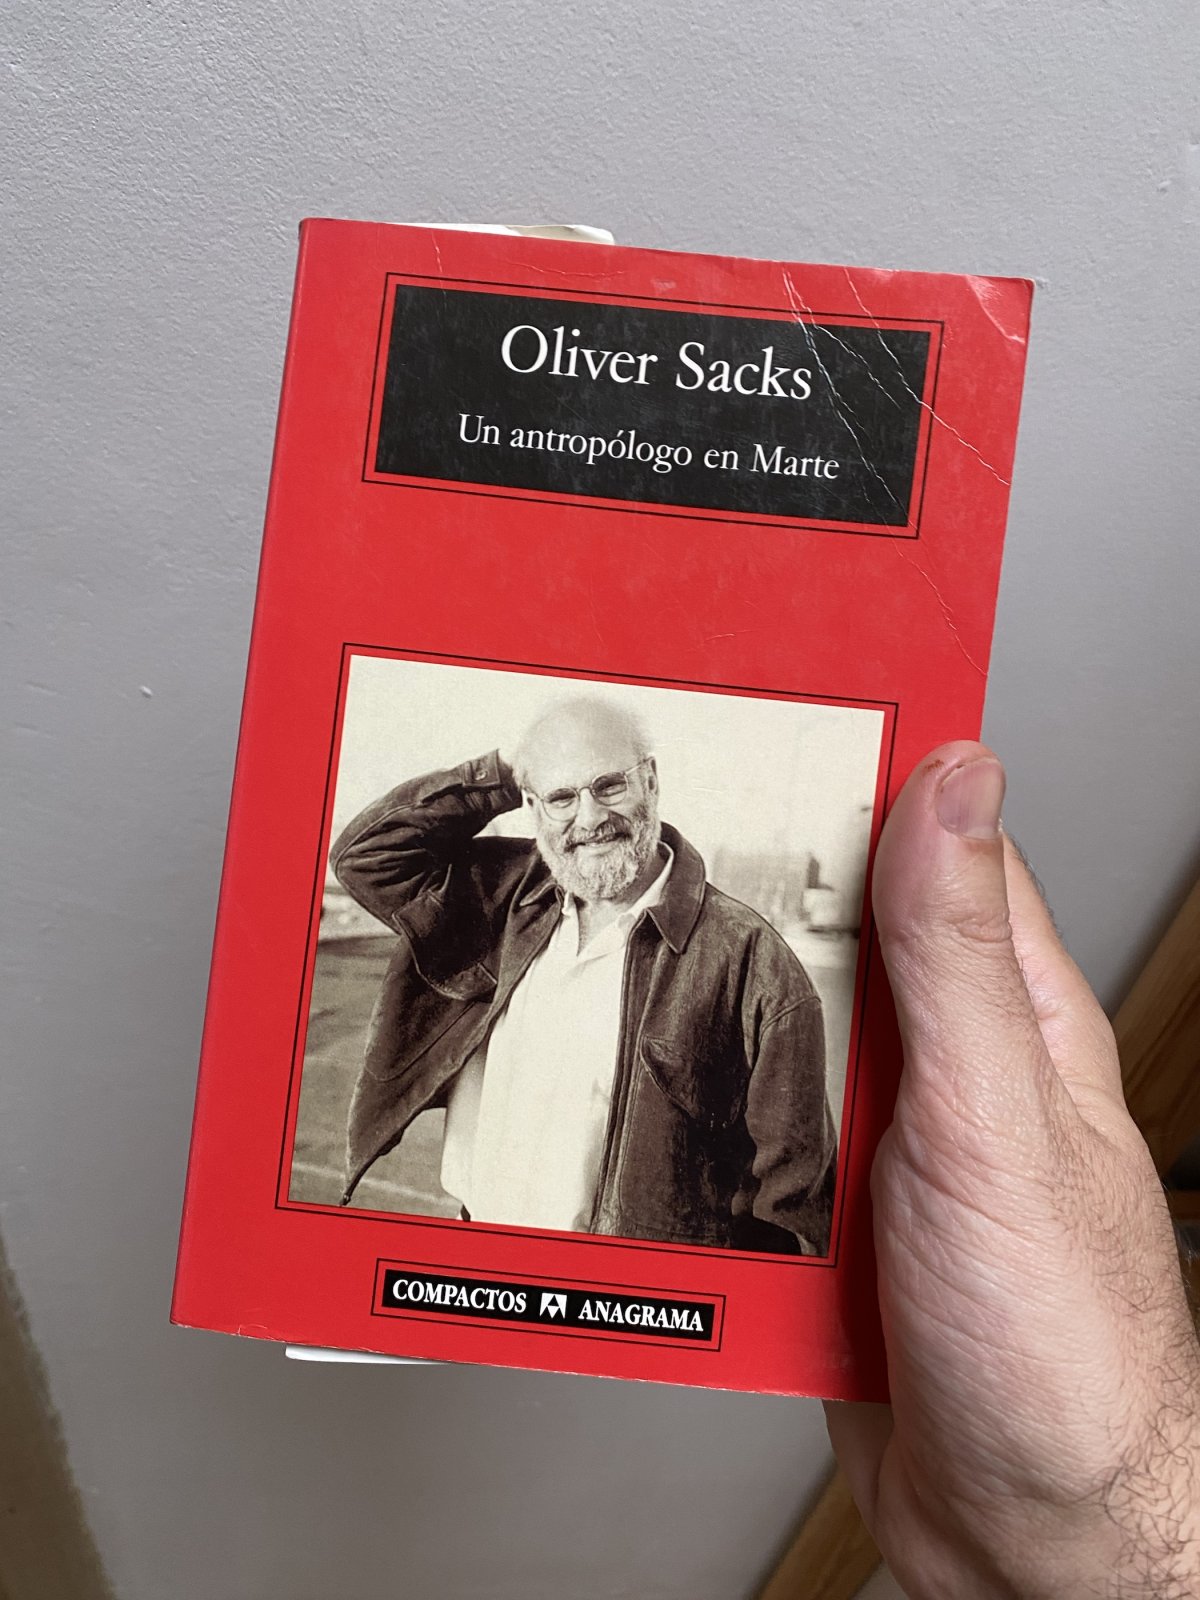 Oliver Sacks
Un antropólogo en Marte
COMPACTOS ANAGRAMA